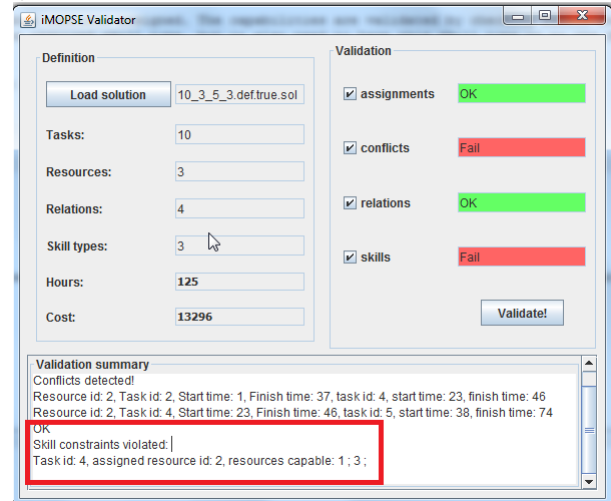 iMOPSE Validator
Definition
Load solution 10_3_5_3.def.true.sol
Tasks: 10
Resources: 3
Relations: 4
Skill types: 3
Hours: 125
Cost: 13296
Validation
assignments OK
conflicts Fail
relations OK
skills Fail
Validate!
Validation summary
Conflicts detected!
Resource id: 2, Task id: 2, Start time: 1, Finish time: 37, task id: 4, start time: 23, finish time: 46
Resource id: 2, Task id: 4, Start time: 23, Finish time: 46, task id: 5, start time: 38, finish time: 74
OK
Skill constraints violated:
Task id: 4, assigned resource id: 2, resources capable: 1 ; 3 ;